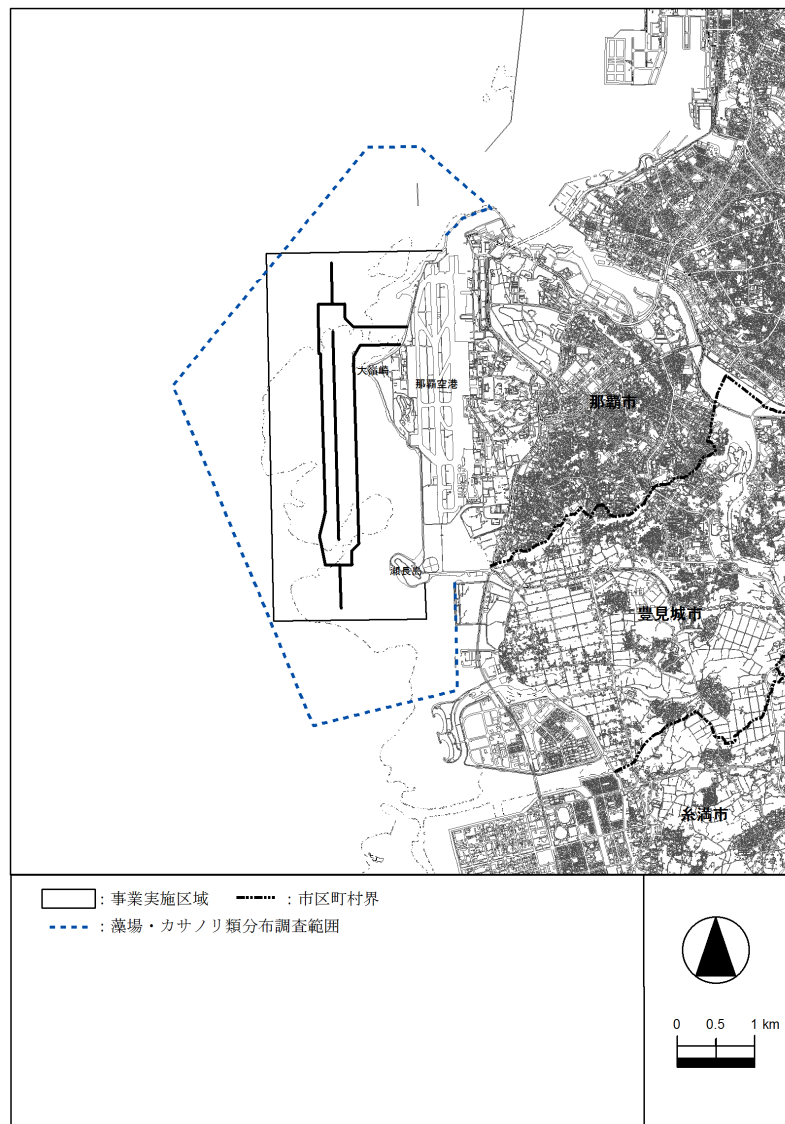 大嶺崎
那覇空港
那覇市
瀬長島
豊見城市
糸満市
：事業実施区域 ：市区町村界
：藻場・カサノリ類分布調査範囲
0 0.5 1 km